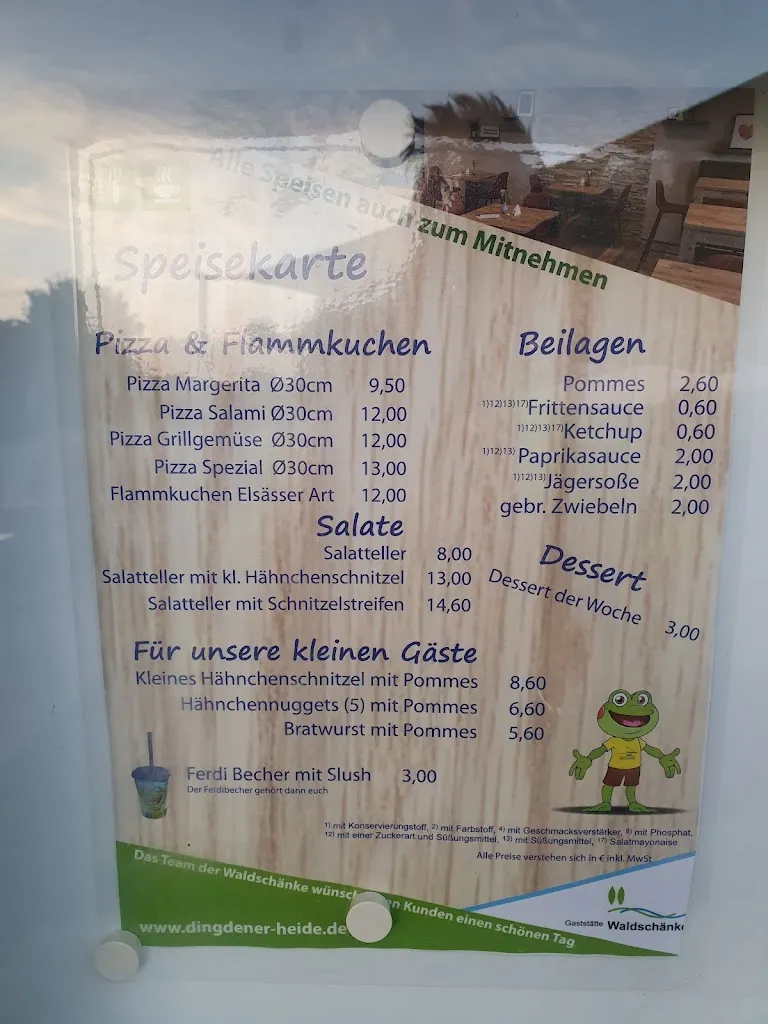 Alle Speisen auch zum Mitnehmen
Speisekarte
Pizza & Flammkuchen
Pizza Margerita Ø30cm 9,50
Pizza Salami Ø30cm 12,00
Pizza Grillgemüse Ø30cm 12,00
Pizza Spezial Ø30cm 13,00
Flammkuchen Elsässer Art 12,00
Salate
Salatteller 8,00
Salatteller mit kl. Hähnchenschnitzel 13,00
Salatteller mit Schnitzelstreifen 14,60
Beilagen
Pommes 2,60
1)12)13)17)Frittensauce 0,60
1)12)13)17)Ketchup 0,60
1)12)13) Paprikasauce 2,00
1)12)13)Jägersoße 2,00
gebr. Zwiebeln 2,00
Dessert
Dessert der Woche 3,00
Für unsere kleinen Gäste
Kleines Hähnchenschnitzel mit Pommes 8,60
Hähnchennuggets (5) mit Pommes 6,60
Bratwurst mit Pommes 5,60
Ferdi Becher mit Slush 3,00
Der Ferdibecher gehört dann euch
1) mit Konservierungstoff, 2) mit Farbstoff, 4) mit Geschmacksverstärker, 8) mit Phosphat,
12) mit einer Zuckerart und Süßungsmittel, 13) mit Süßungsmittel, 17) Salatmayonaise
Alle Preise verstehen sich in € inkl. MwSt
Das Team der Waldschänke wünsc en Kunden einen schönen Tag
www.dingdener-heide.de
Gaststätte Waldschänke